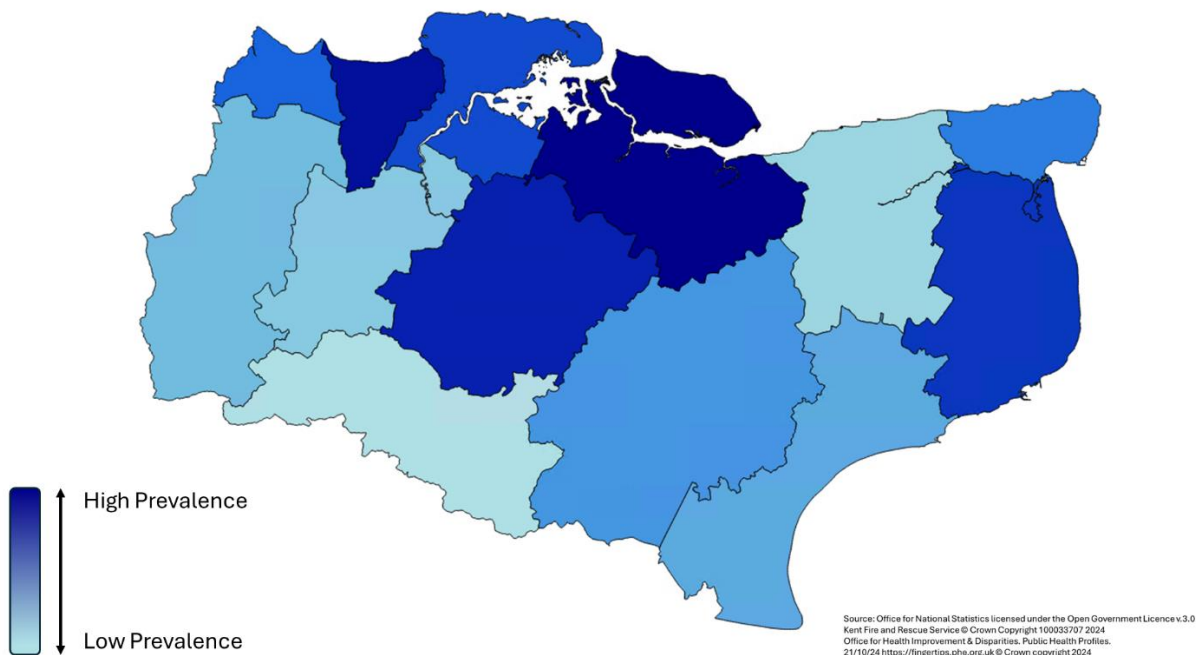 High Prevalence
Low Prevalence
Source: Office for National Statistics licensed under the Open Government Licence v.3.0
Kent Fire and Rescue Service © Crown Copyright 100033707 2024
Office for Health Improvement & Disparities. Public Health Profiles.
21/10/24 https://fingertips.phe.org.uk © Crown copyright 2024